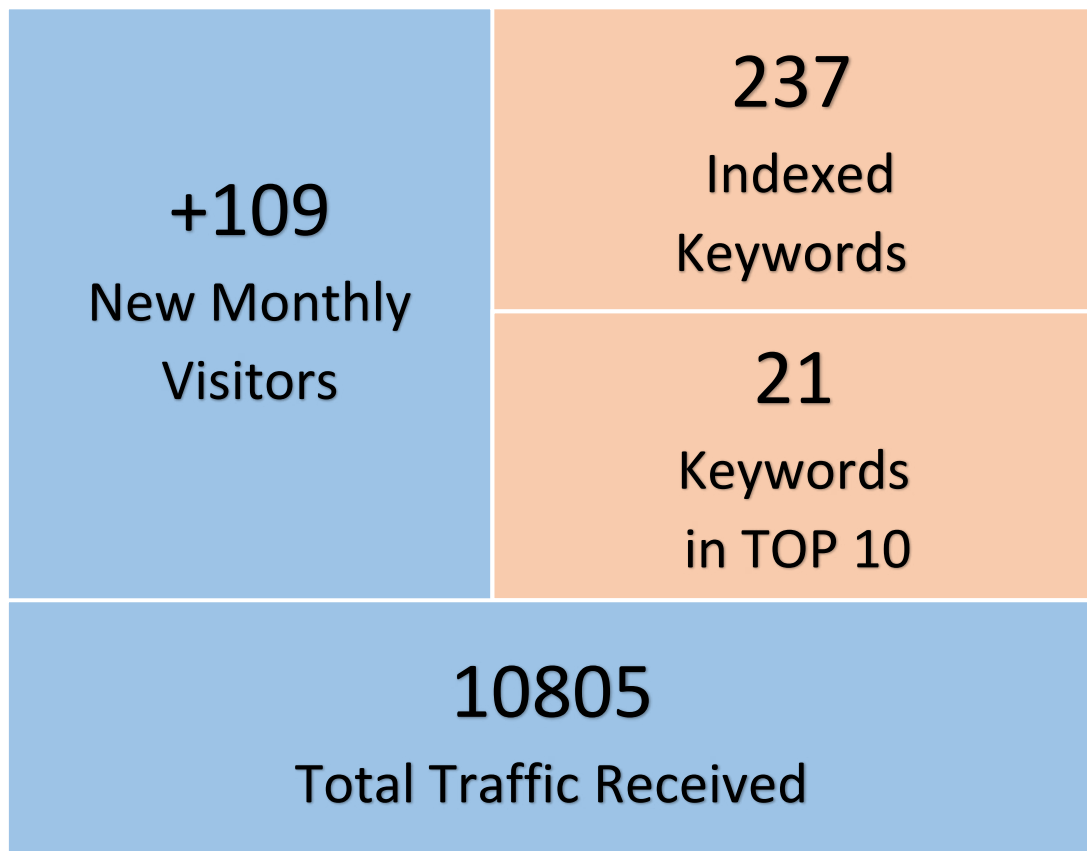 +109
New Monthly
Visitors
237
Indexed
Keywords
21
Keywords
in TOP 10
10805
Total Traffic Received